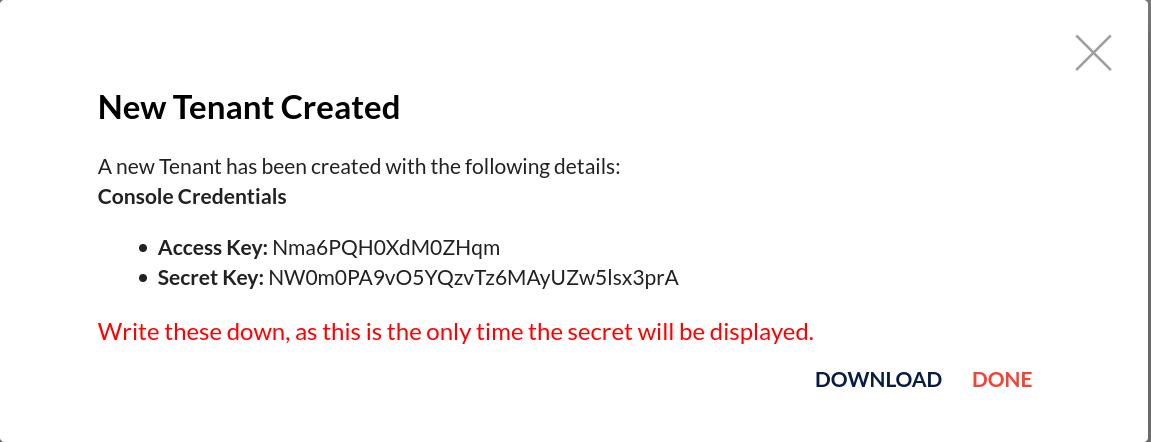 New Tenant Created
A new Tenant has been created with the following details:
Console Credentials
• Access Key: Nma6PQH0XdM0ZHqm
• Secret Key: NW0m0PA9vO5YQzvTz6MAyUZw5lsx3prA
Write these down, as this is the only time the secret will be displayed.
DOWNLOAD DONE